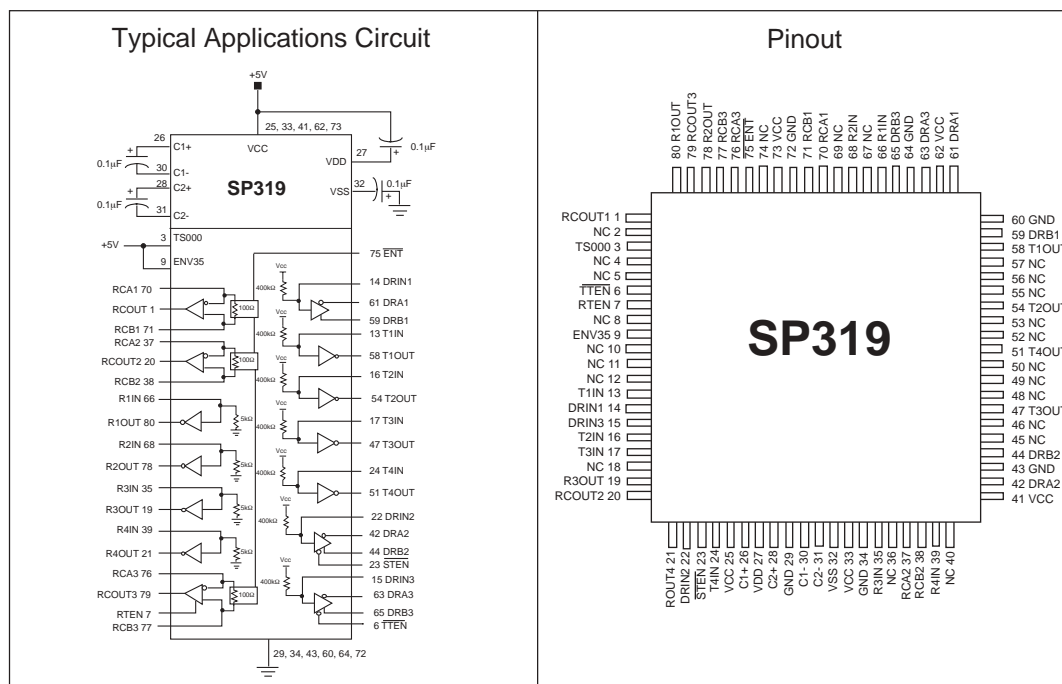 Typical Applications Circuit
+5V
25, 33, 41, 62, 73
VCC
26
C1+
0.1µF
30
C1-
28
C2+
0.1µF
31
C2-
SP319
VDD
27
0.1µF
VSS
32
0.1µF
3
TS000
+5V
9
ENV35
75 ENT
RCA1 70
RCOUT 1
RCB1 71
100Ω
RCA2 37
RCOUT2 20
RCB2 38
100Ω
R1IN 66
R1OUT 80
5kΩ
R2IN 68
R2OUT 78
5kΩ
R3IN 35
R3OUT 19
5kΩ
R4IN 39
R4OUT 21
5kΩ
RCA3 76
RCOUT3 79
RTEN 7
RCB3 77
100Ω
Vcc
400kΩ
14 DRIN1
61 DRA1
59 DRB1
Vcc
400kΩ
13 T1IN
58 T1OUT
Vcc
400kΩ
16 T2IN
54 T2OUT
Vcc
400kΩ
17 T3IN
47 T3OUT
Vcc
400kΩ
24 T4IN
51 T4OUT
Vcc
400kΩ
22 DRIN2
42 DRA2
44 DRB2
23 STEN
Vcc
400kΩ
15 DRIN3
63 DRA3
65 DRB3
6 TTEN
29, 34, 43, 60, 64, 72
Pinout
80 R1OUT
79 RCOUT3
78 R2OUT
77 RCB3
76 RCA3
75 ENT
74 NC
73 VCC
72 GND
71 RCB1
70 RCA1
69 NC
68 R2IN
67 NC
66 R1IN
65 DRB3
64 GND
63 DRA3
62 VCC
61 DRA1
RCOUT1 1
NC 2
TS000 3
NC 4
NC 5
TTEN 6
RTEN 7
NC 8
ENV35 9
NC 10
NC 11
NC 12
T1IN 13
DRIN1 14
DRIN3 15
T2IN 16
T3IN 17
NC 18
R3OUT 19
RCOUT2 20
SP319
60 GND
59 DRB1
58 T1OUT
57 NC
56 NC
55 NC
54 T2OUT
53 NC
52 NC
51 T4OUT
50 NC
49 NC
48 NC
47 T3OUT
46 NC
45 NC
44 DRB2
43 GND
42 DRA2
41 VCC
ROUT4 21
DRIN2 22
STEN 23
T4IN 24
VCC 25
C1+ 26
VDD 27
C2+ 28
GND 29
C1- 30
C2- 31
VSS 32
VCC 33
GND 34
R3IN 35
NC 36
RCA2 37
RCB2 38
R4IN 39
NC 40